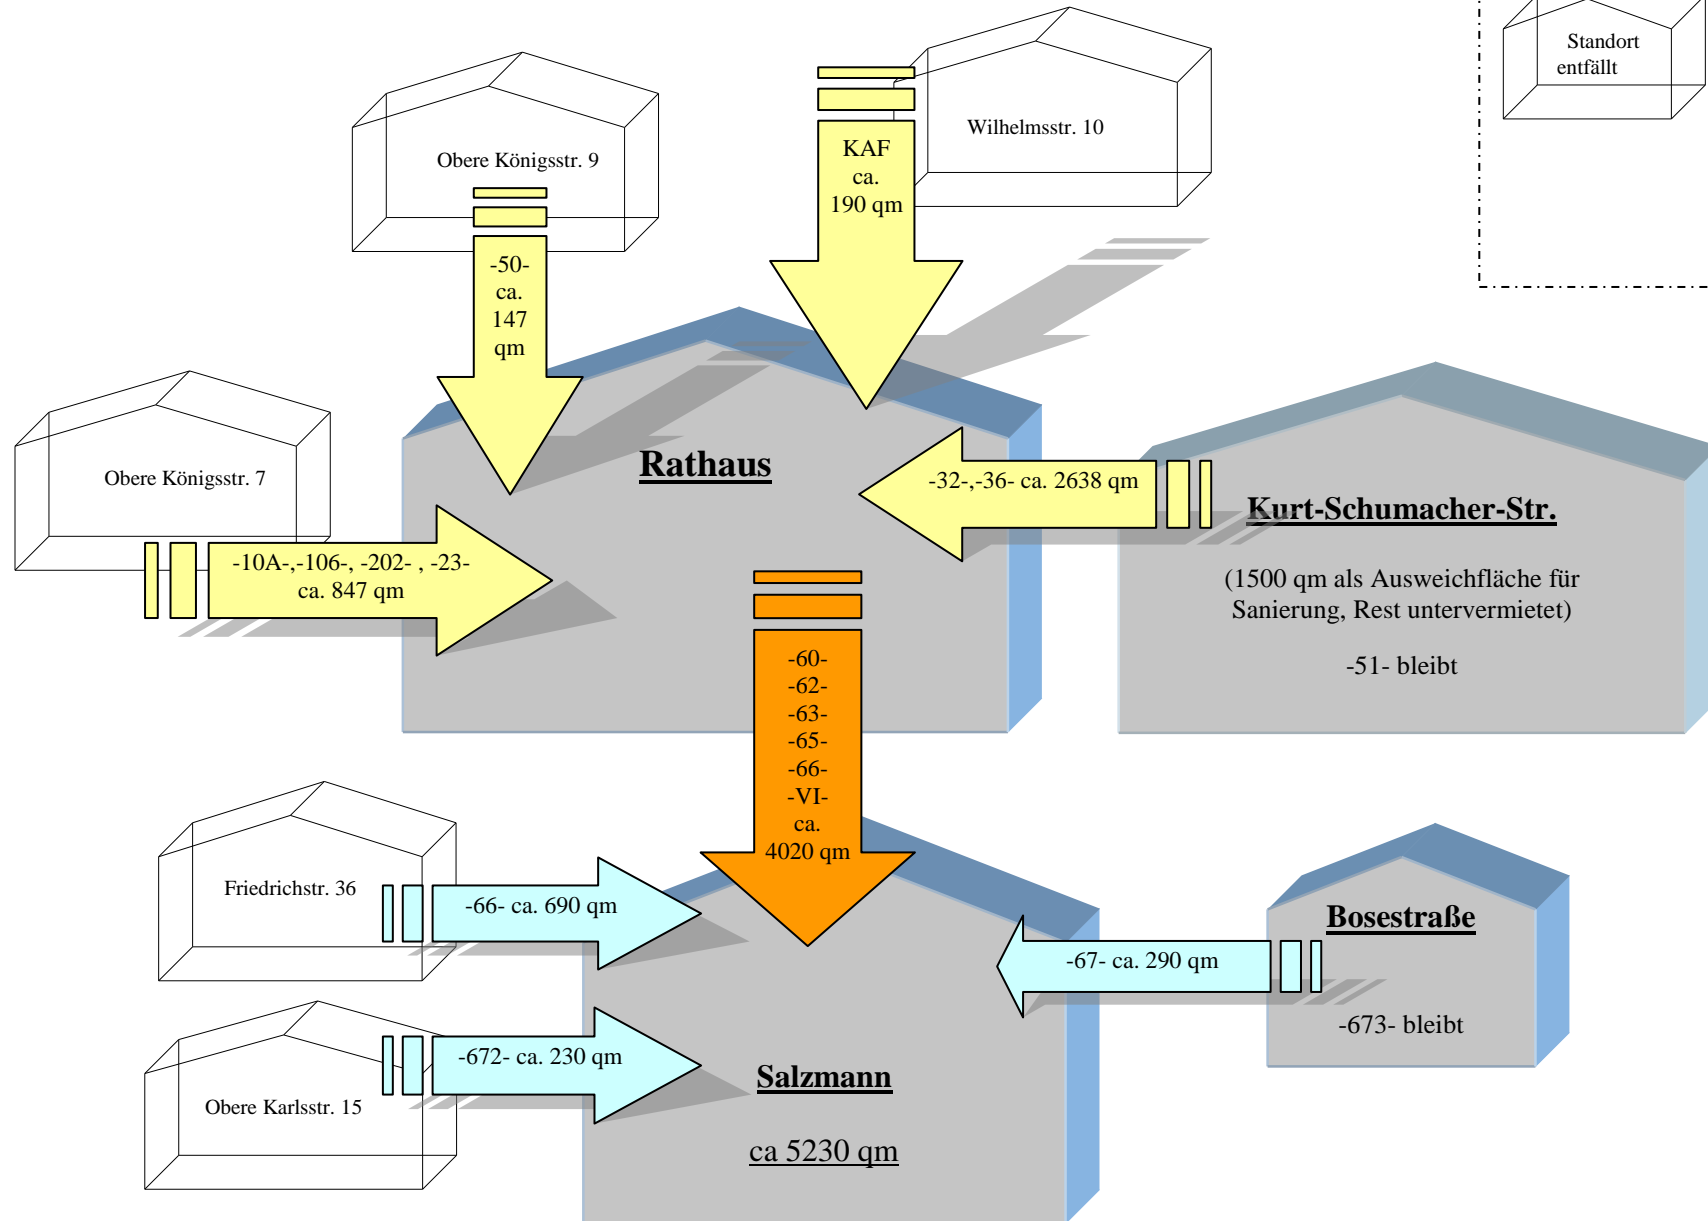 Standort
entfällt
Wilhelmsstr. 10
KAF
ca.
190 qm
Obere Königsstr. 9
-50-
ca.
147
qm
Obere Königsstr. 7
-10A-,-106-, -202- , -23-
ca. 847 qm
Rathaus
-32-,-36- ca. 2638 qm
Kurt-Schumacher-Str.
(1500 qm als Ausweichfläche für
Sanierung, Rest untervermietet)
-51- bleibt
-60-
-62-
-63-
-65-
-66-
-VI-
ca.
4020 qm
Friedrichstr. 36
-66- ca. 690 qm
Bosestraße
-67- ca. 290 qm
-673- bleibt
Obere Karlsstr. 15
-672- ca. 230 qm
Salzmann
ca 5230 qm